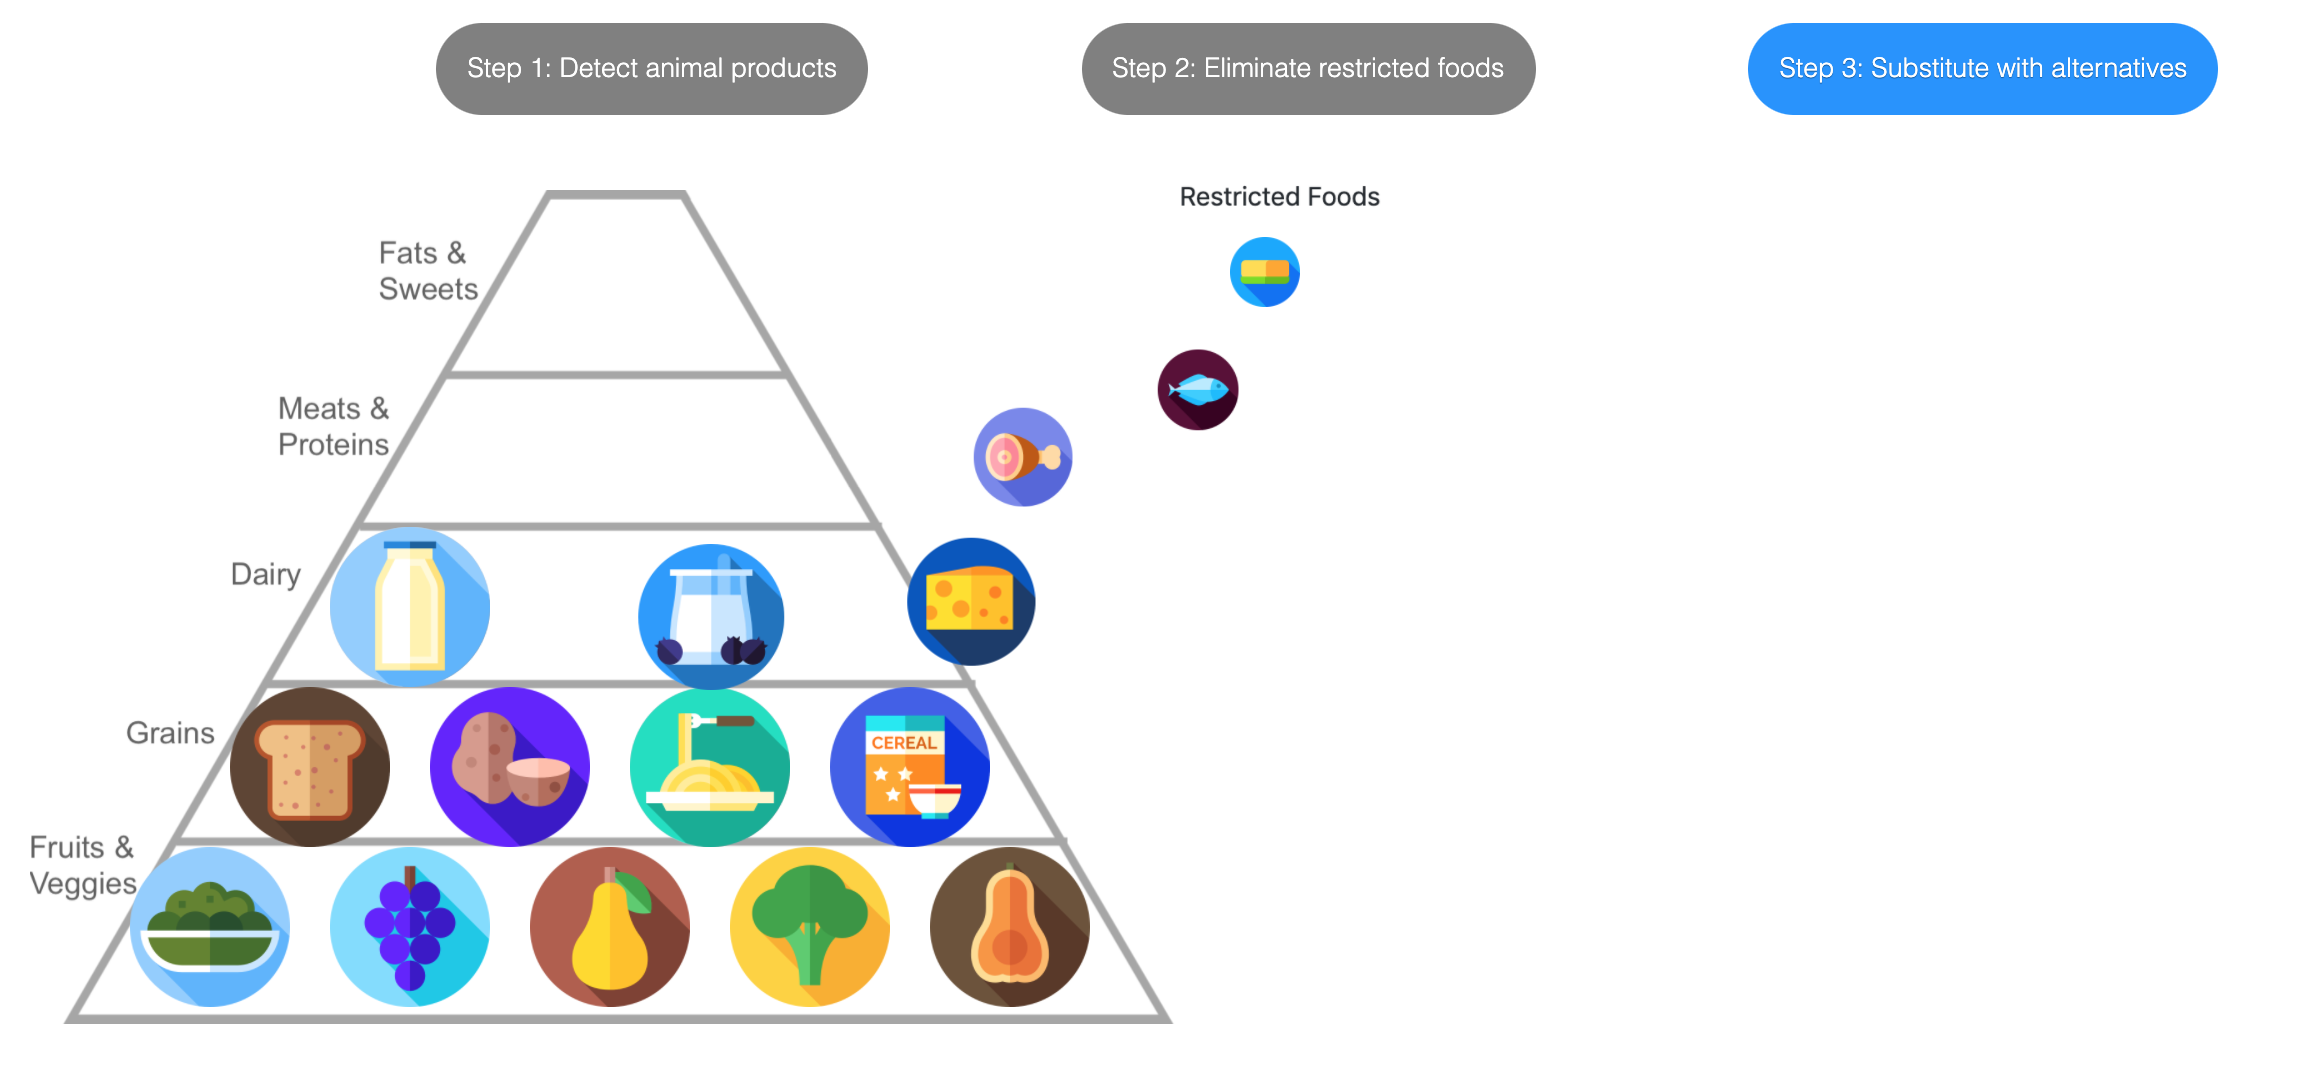 Step 1: Detect animal products
Step 2: Eliminate restricted foods
Step 3: Substitute with alternatives
Restricted Foods
Fats &
Sweets
Meats &
Proteins
Dairy
Grains
CEREAL
Fruits &
Veggies